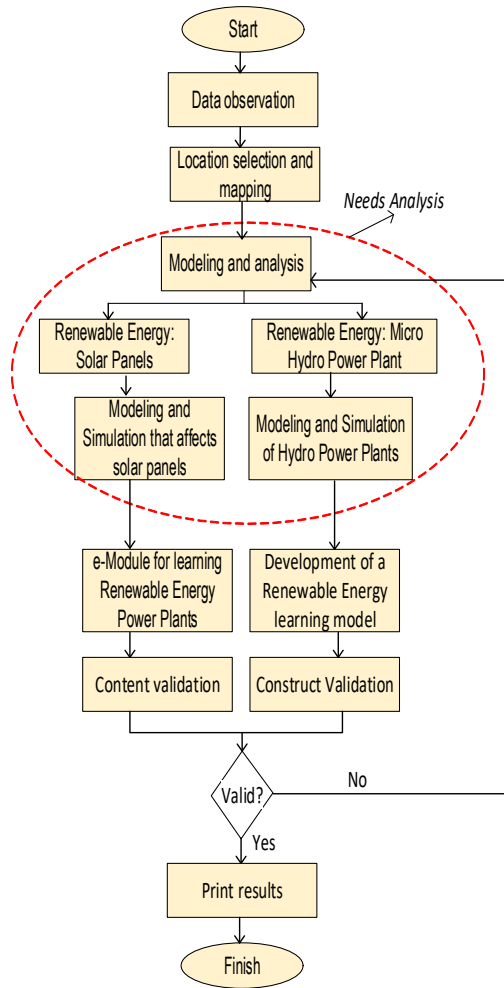 Start
Data observation
Location selection and
mapping
Needs Analysis
Modeling and analysis
Renewable Energy:
Solar Panels
Renewable Energy: Micro
Hydro Power Plant
Modeling and
Simulation that affects
solar panels
Modeling and Simulation
of Hydro Power Plants
e-Module for learning
Renewable Energy
Power Plants
Development of a
Renewable Energy
learning model
Content validation
Construct Validation
Valid?
No
Yes
Print results
Finish